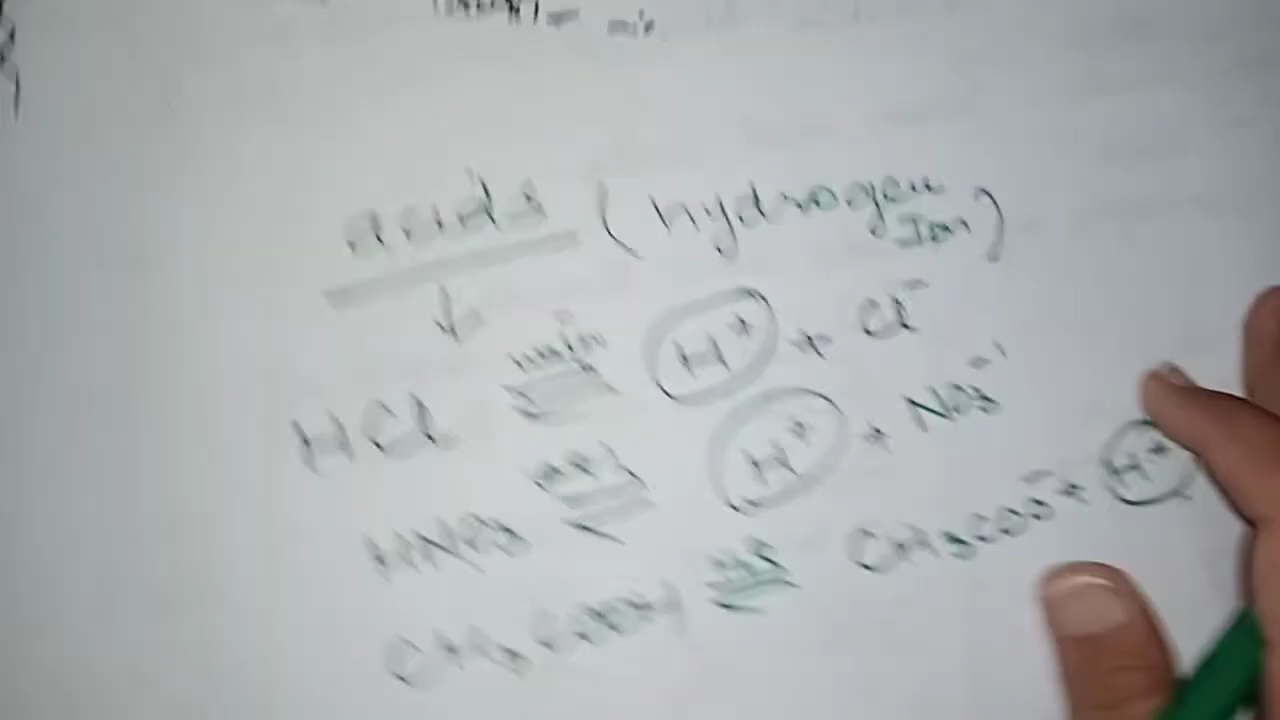 acids (hydrogen Ion)
↓
HCl ⇌ H⁺ + Cl⁻
HNO₃ ⇌ H⁺ + NO₃⁻
CH₃COOH ⇌ CH₃COO⁻ + H⁺